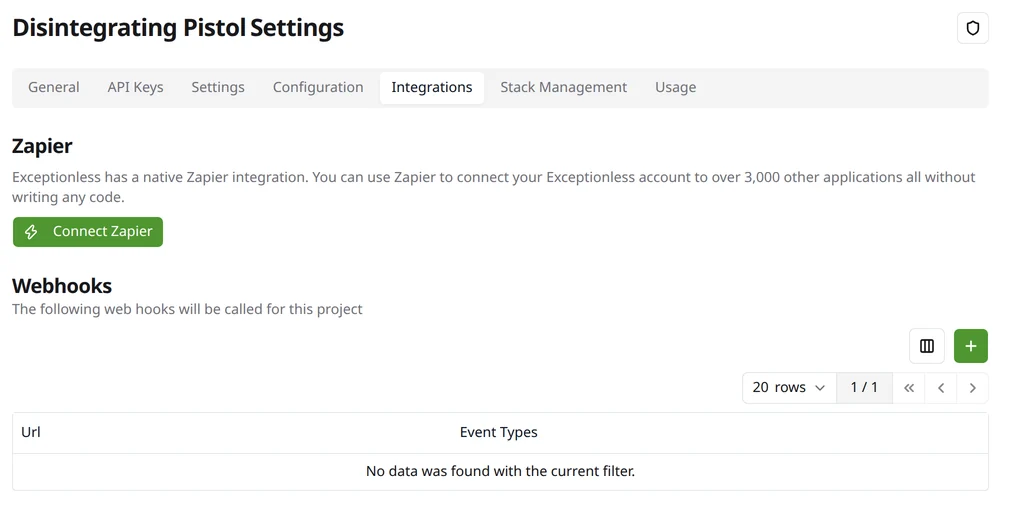 Disintegrating Pistol Settings
General API Keys Settings Configuration Integrations Stack Management Usage
Zapier
Exceptionless has a native Zapier integration. You can use Zapier to connect your Exceptionless account to over 3,000 other applications all without
writing any code.
Connect Zapier
Webhooks
The following web hooks will be called for this project
20 rows 1 / 1
Url Event Types
No data was found with the current filter.